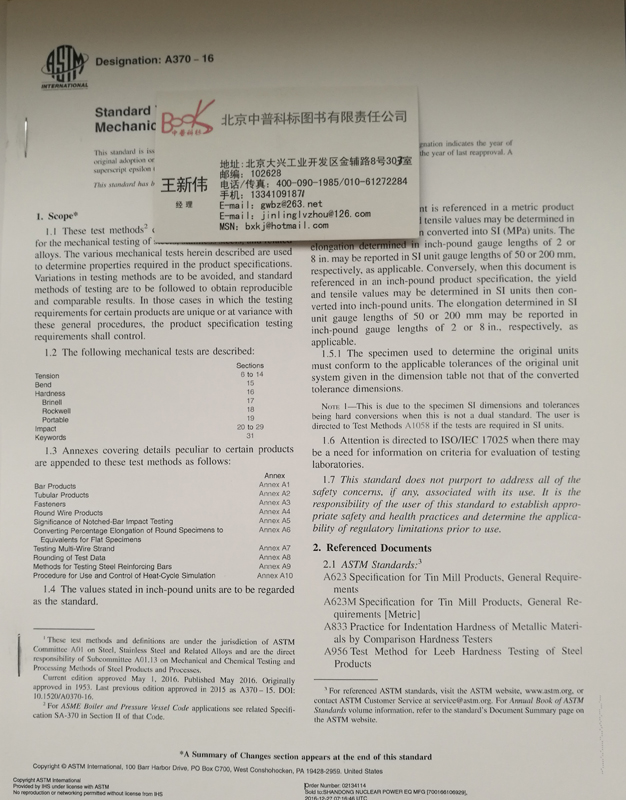 ASTM
INTERNATIONAL
Designation: A370 – 16
Standard
Mechanic
This standard is iss
original adoption or
superscript epsilon
This standard has b
gnation indicates the year of
the year of last reapproval. A
BooK
中普科标
北京中普科标图书有限责任公司
王新伟
经 理
地址:北京大兴工业开发区金辅路8号307室
邮编: 102628
电话/传真: 400-090-1985/010-61272284
手机: 13341091877
E-mail: gwbz@263.net
E-mail: jinlinglvzhou@126.com
MSN: bxkj@hotmail.com
1. Scope*
1.1 These test methods2
for the mechanical testing of
alloys. The various mechanical tests herein described are used
to determine properties required in the product specifications.
Variations in testing methods are to be avoided, and standard
methods of testing are to be followed to obtain reproducible
and comparable results. In those cases in which the testing
requirements for certain products are unique or at variance with
these general procedures, the product specification testing
requirements shall control.
1.2 The following mechanical tests are described:
Sections
Tension 6 to 14
Bend 15
Hardness 16
Brinell 17
Rockwell 18
Portable 19
Impact 20 to 29
Keywords 31
1.3 Annexes covering details peculiar to certain products
are appended to these test methods as follows:
Annex
Bar Products Annex A1
Tubular Products Annex A2
Fasteners Annex A3
Round Wire Products Annex A4
Significance of Notched-Bar Impact Testing Annex A5
Converting Percentage Elongation of Round Specimens to Annex A6
Equivalents for Flat Specimens
Testing Multi-Wire Strand Annex A7
Rounding of Test Data Annex A8
Methods for Testing Steel Reinforcing Bars Annex A9
Procedure for Use and Control of Heat-Cycle Simulation Annex A10
1.4 The values stated in inch-pound units are to be regarded
as the standard.
1 These test methods and definitions are under the jurisdiction of ASTM
Committee A01 on Steel, Stainless Steel and Related Alloys and are the direct
responsibility of Subcommittee A01.13 on Mechanical and Chemical Testing and
Processing Methods of Steel Products and Processes.
Current edition approved May 1, 2016. Published May 2016. Originally
approved in 1953. Last previous edition approved in 2015 as A370 – 15. DOI:
10.1520/A0370-16.
2 For ASME Boiler and Pressure Vessel Code applications see related Specifi-
cation SA-370 in Section II of that Code.
nt is referenced in a metric product
tensile values may be determined in
n converted into SI (MPa) units. The
elongation determined in inch-pound gauge lengths of 2 or
8 in. may be reported in SI unit gauge lengths of 50 or 200 mm,
respectively, as applicable. Conversely, when this document is
referenced in an inch-pound product specification, the yield
and tensile values may be determined in SI units then con-
verted into inch-pound units. The elongation determined in SI
unit gauge lengths of 50 or 200 mm may be reported in
inch-pound gauge lengths of 2 or 8 in., respectively, as
applicable.
1.5.1 The specimen used to determine the original units
must conform to the applicable tolerances of the original unit
system given in the dimension table not that of the converted
tolerance dimensions.
NOTE 1—This is due to the specimen SI dimensions and tolerances
being hard conversions when this is not a dual standard. The user is
directed to Test Methods A1058 if the tests are required in SI units.
1.6 Attention is directed to ISO/IEC 17025 when there may
be a need for information on criteria for evaluation of testing
laboratories.
1.7 This standard does not purport to address all of the
safety concerns, if any, associated with its use. It is the
responsibility of the user of this standard to establish appro-
priate safety and health practices and determine the applica-
bility of regulatory limitations prior to use.
2. Referenced Documents
2.1 ASTM Standards:3
A623 Specification for Tin Mill Products, General Require-
ments
A623M Specification for Tin Mill Products, General Re-
quirements [Metric]
A833 Practice for Indentation Hardness of Metallic Materi-
als by Comparison Hardness Testers
A956 Test Method for Leeb Hardness Testing of Steel
Products
3 For referenced ASTM standards, visit the ASTM website, www.astm.org, or
contact ASTM Customer Service at service@astm.org. For Annual Book of ASTM
Standards volume information, refer to the standard's Document Summary page on
the ASTM website.
*A Summary of Changes section appears at the end of this standard
Copyright © ASTM International, 100 Barr Harbor Drive, PO Box C700, West Conshohocken, PA 19428-2959. United States
Copyright ASTM International
Provided by IHS under license with ASTM
No reproduction or networking permitted without license from IHS
Order Number: 02134114
Sold to:SHANDONG NUCLEAR POWER EQ MFG [700166106929],
2016-12-27 07:16:46 UTC